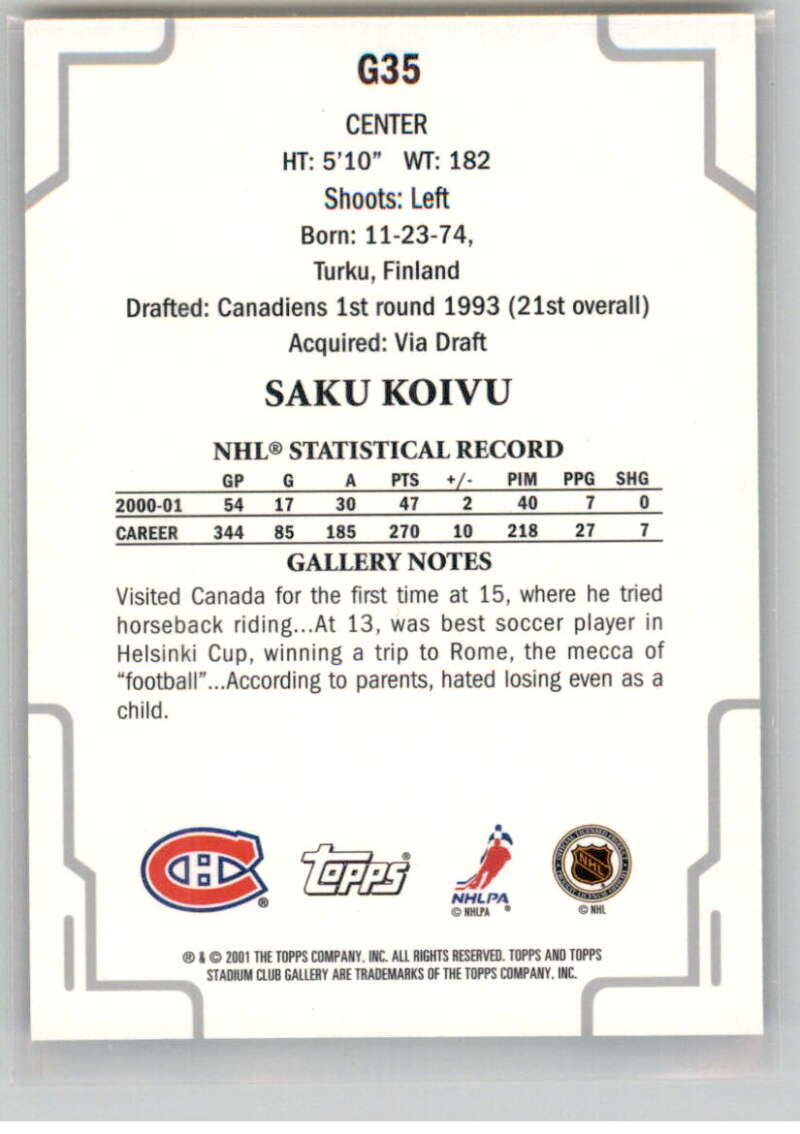 G35
CENTER
HT: 5'10" WT: 182
Shoots: Left
Born: 11-23-74,
Turku, Finland
Drafted: Canadiens 1st round 1993 (21st overall)
Acquired: Via Draft
SAKU KOIVU
NHL® STATISTICAL RECORD
GP G A PTS +/- PIM PPG SHG
2000-01 54 17 30 47 2 40 7 0
CAREER 344 85 185 270 10 218 27 7
GALLERY NOTES
Visited Canada for the first time at 15, where he tried
horseback riding...At 13, was best soccer player in
Helsinki Cup, winning a trip to Rome, the mecca of
"football"...According to parents, hated losing even as a
child.
CH ®
Topps ®
NHLPA ®
© NHLPA
NHL
© NHL
® & © 2001 THE TOPPS COMPANY, INC. ALL RIGHTS RESERVED. TOPPS AND TOPPS
STADIUM CLUB GALLERY ARE TRADEMARKS OF THE TOPPS COMPANY, INC.